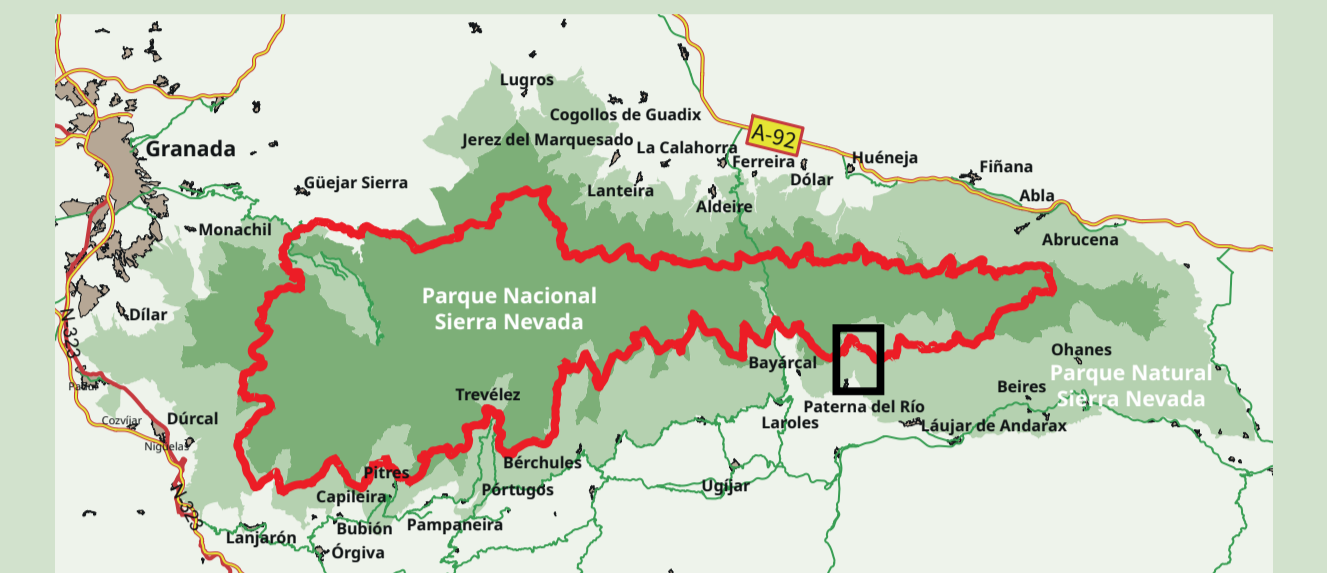 Lugros
Cogollos de Guadix
Jerez del Marquesado
La Calahorra
A-92
Granada
Ferreira
Huéneja
Fiñana
Güejar Sierra
Lanteira
Dólar
Abla
Aldeire
Monachil
Abrucena
Parque Nacional
Sierra Nevada
Dílar
N-323
Bayárcal
Ohanes
Parque Natural
Sierra Nevada
Padul
Trevélez
Beires
Paterna del Río
Cozvíjar
Dúrcal
Laroles
Láujar de Andarax
Nigüelas
Pitres
Bérchules
Capileira
Pórtugos
Ugíjar
N-323
Bubión
Pampaneira
Lanjarón
Órgiva